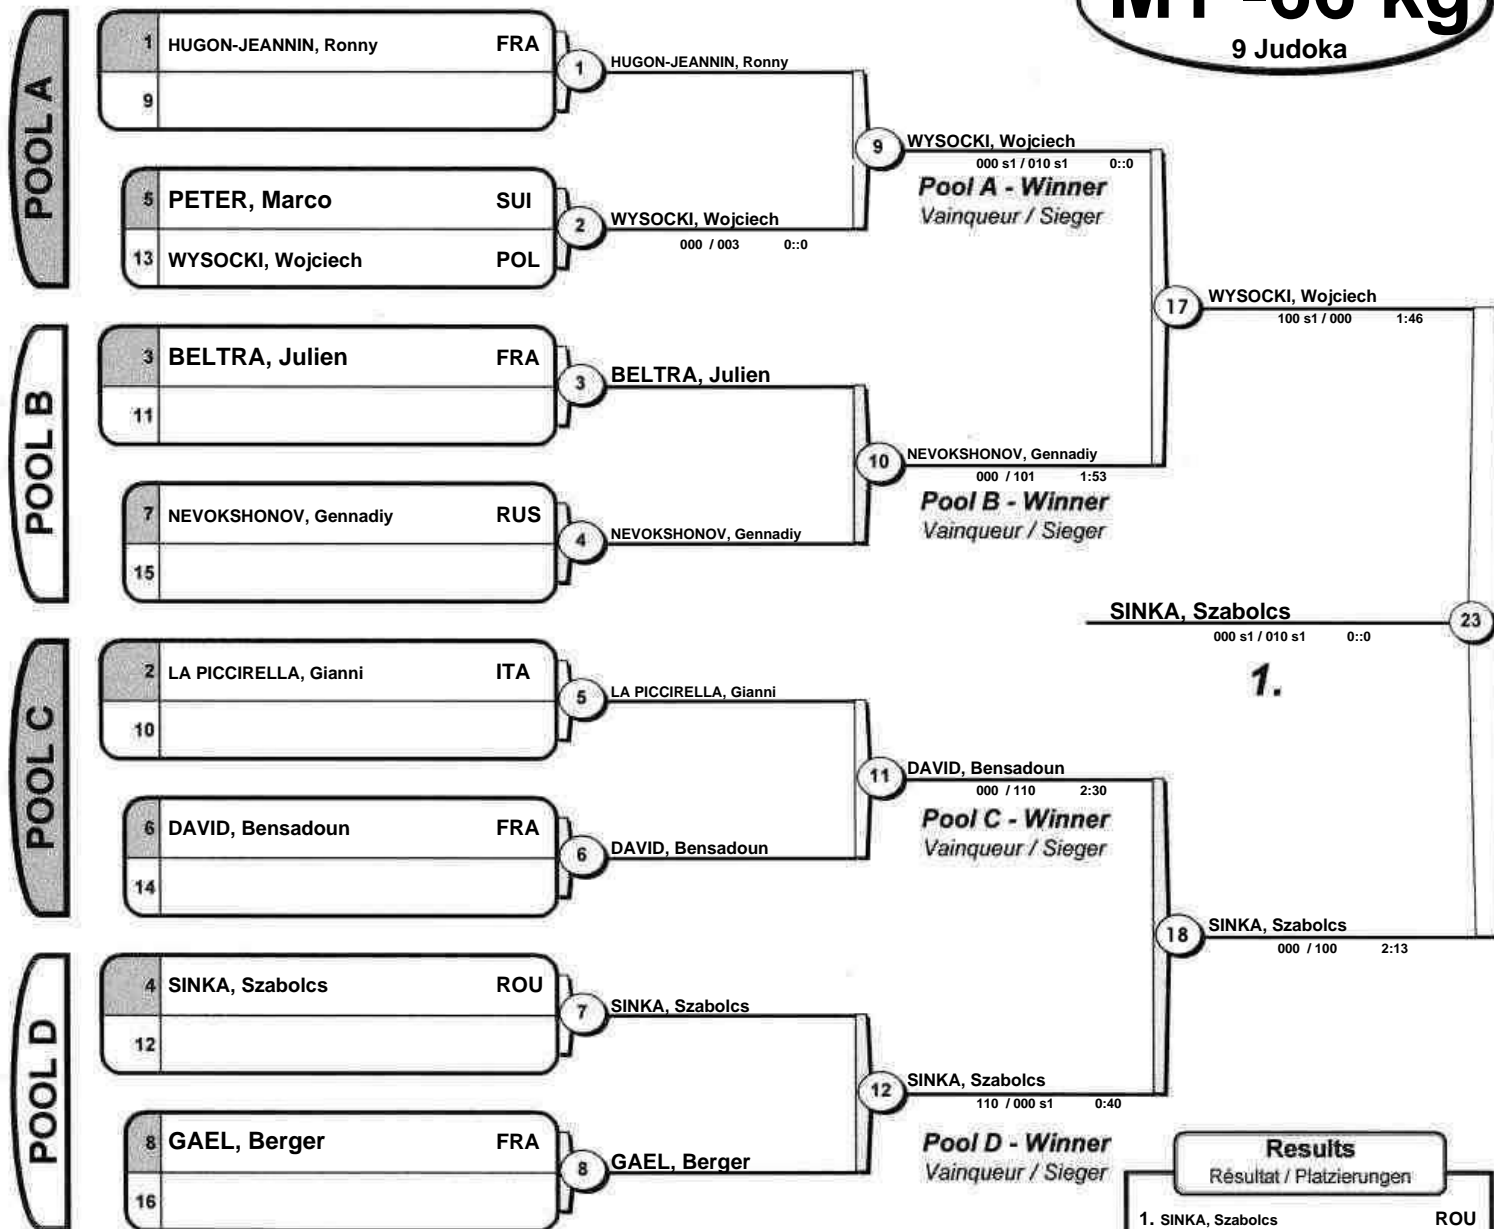 M1 -66 kg
9 Judoka
POOL A
1 HUGON-JEANNIN, Ronny FRA
9
5 PETER, Marco SUI
13 WYSOCKI, Wojciech POL
1 HUGON-JEANNIN, Ronny
2 WYSOCKI, Wojciech
000 / 003 0::0
9 WYSOCKI, Wojciech
000 s1 / 010 s1 0::0
Pool A - Winner
Vainqueur / Sieger
POOL B
3 BELTRA, Julien FRA
11
7 NEVOKSHONOV, Gennadiy RUS
15
3 BELTRA, Julien
4 NEVOKSHONOV, Gennadiy
10 NEVOKSHONOV, Gennadiy
000 / 101 1:53
Pool B - Winner
Vainqueur / Sieger
17 WYSOCKI, Wojciech
100 s1 / 000 1:46
POOL C
2 LA PICCIRELLA, Gianni ITA
10
6 DAVID, Bensadoun FRA
14
5 LA PICCIRELLA, Gianni
6 DAVID, Bensadoun
11 DAVID, Bensadoun
000 / 110 2:30
Pool C - Winner
Vainqueur / Sieger
POOL D
4 SINKA, Szabolcs ROU
12
8 GAEL, Berger FRA
16
7 SINKA, Szabolcs
8 GAEL, Berger
12 SINKA, Szabolcs
110 / 000 s1 0:40
Pool D - Winner
Vainqueur / Sieger
18 SINKA, Szabolcs
000 / 100 2:13
SINKA, Szabolcs 23
000 s1 / 010 s1 0::0
1.
Results
Résultat / Platzierungen
1. SINKA, Szabolcs ROU